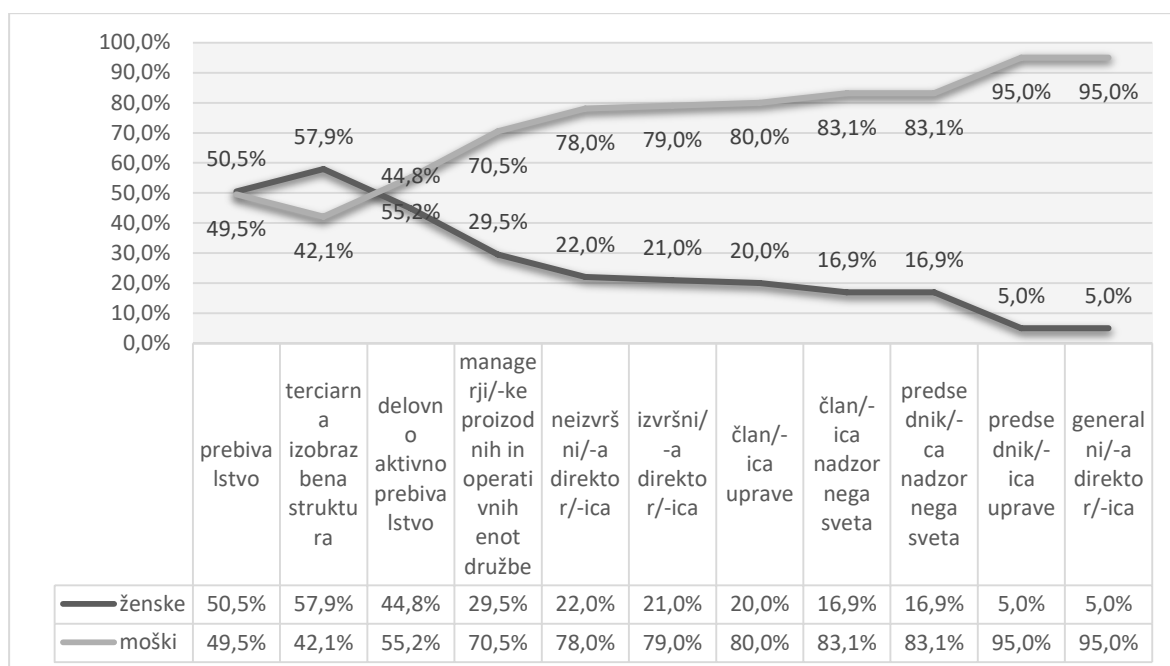 100,0%
90,0%
80,0%
70,0%
60,0%
50,0%
40,0%
30,0%
20,0%
10,0%
0,0%
50,5%
57,9%
44,8%
29,5%
22,0%
21,0%
20,0%
16,9%
16,9%
5,0%
5,0%
49,5%
42,1%
55,2%
70,5%
78,0%
79,0%
80,0%
83,1%
83,1%
95,0%
95,0%
prebiva
lstvo
terciarn
a
izobraz
bena
struktu
ra
delovn
o
aktivno
prebiva
lstvo
manage
rji/-ke
proizod
nih in
operati
vnih
enot
družbe
neizvrš
ni/-a
direkto
r/-ica
izvršni/
-a
direkto
r/-ica
član/-
ica
uprave
član/-
ica
nadzor
nega
sveta
predse
dnik/-
ca
nadzor
nega
sveta
predse
dnik/-
ica
uprave
general
ni/-a
direkto
r/-ica
ženske 50,5% 57,9% 44,8% 29,5% 22,0% 21,0% 20,0% 16,9% 16,9% 5,0% 5,0%
moški 49,5% 42,1% 55,2% 70,5% 78,0% 79,0% 80,0% 83,1% 83,1% 95,0% 95,0%